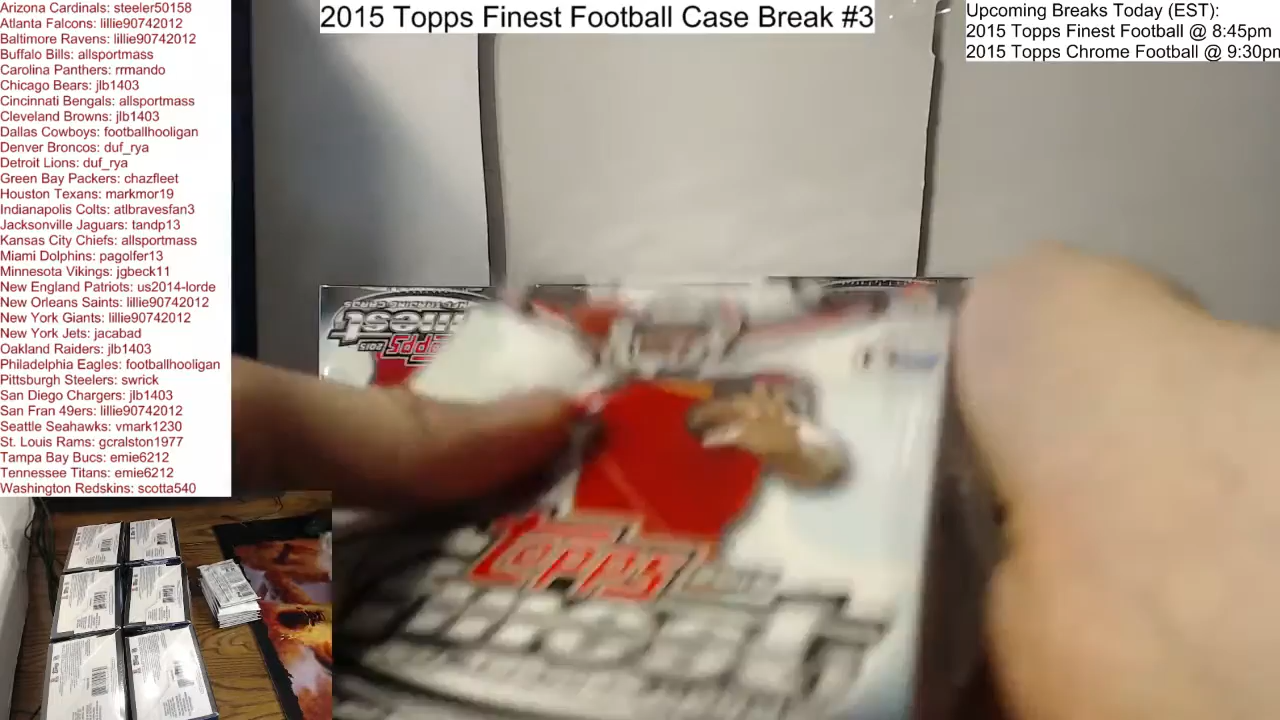 Arizona Cardinals: steeler50158
Atlanta Falcons: lillie90742012
Baltimore Ravens: lillie90742012
Buffalo Bills: allsportmass
Carolina Panthers: rrmando
Chicago Bears: jlb1403
Cincinnati Bengals: allsportmass
Cleveland Browns: jlb1403
Dallas Cowboys: footballhooligan
Denver Broncos: duf_rya
Detroit Lions: duf_rya
Green Bay Packers: chazfleet
Houston Texans: markmor19
Indianapolis Colts: atlbravesfan3
Jacksonville Jaguars: tandp13
Kansas City Chiefs: allsportmass
Miami Dolphins: pagolfer13
Minnesota Vikings: jgbeck11
New England Patriots: us2014-lorde
New Orleans Saints: lillie90742012
New York Giants: lillie90742012
New York Jets: jacabad
Oakland Raiders: jlb1403
Philadelphia Eagles: footballhooligan
Pittsburgh Steelers: swrick
San Diego Chargers: jlb1403
San Fran 49ers: lillie90742012
Seattle Seahawks: vmark1230
St. Louis Rams: gcralston1977
Tampa Bay Bucs: emie6212
Tennessee Titans: emie6212
Washington Redskins: scotta540
2015 Topps Finest Football Case Break #3
Upcoming Breaks Today (EST):
2015 Topps Finest Football @ 8:45pm
2015 Topps Chrome Football @ 9:30pm
finest
2015 Topps
Topps
finest